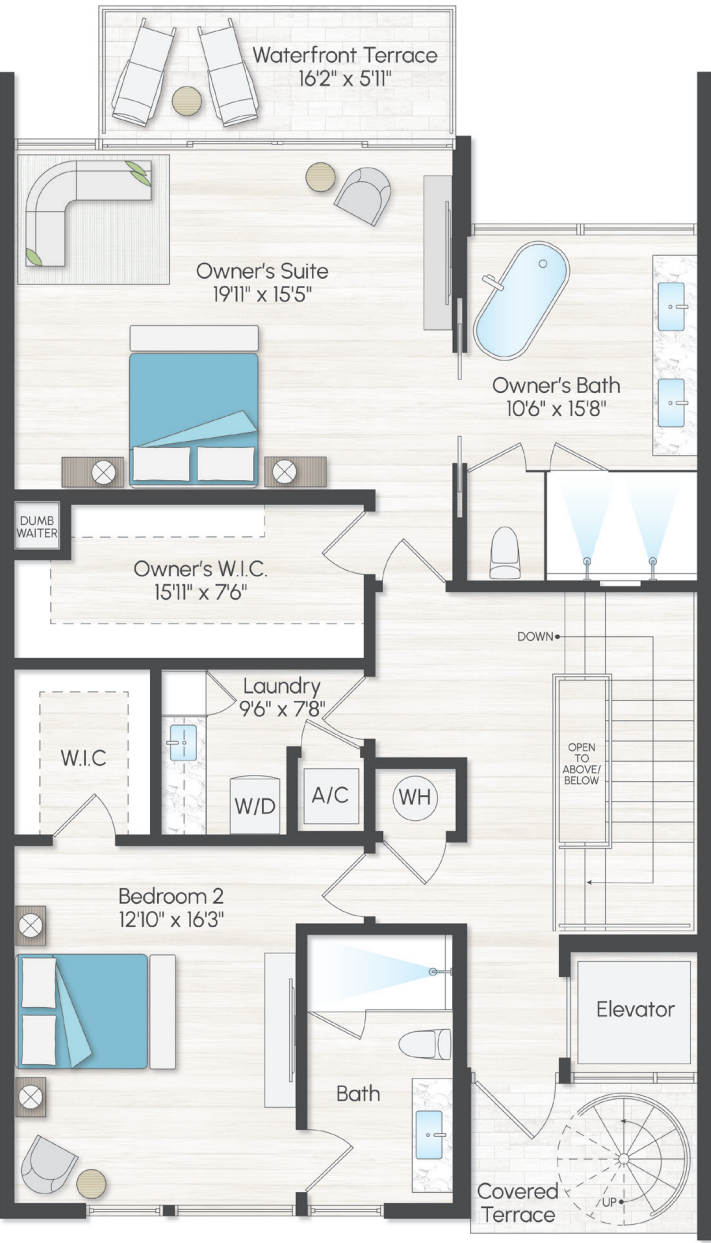 Waterfront Terrace
16'2" x 5'11"
Owner's Suite
19'11" x 15'5"
Owner's Bath
10'6" x 15'8"
DUMB
WAITER
Owner's W.I.C.
15'11" x 7'6"
DOWN
Laundry
9'6" x 7'8"
W.I.C
OPEN
TO
ABOVE/
BELOW
W/D
A/C
WH
Bedroom 2
12'10" x 16'3"
Elevator
Bath
Covered
Terrace
UP